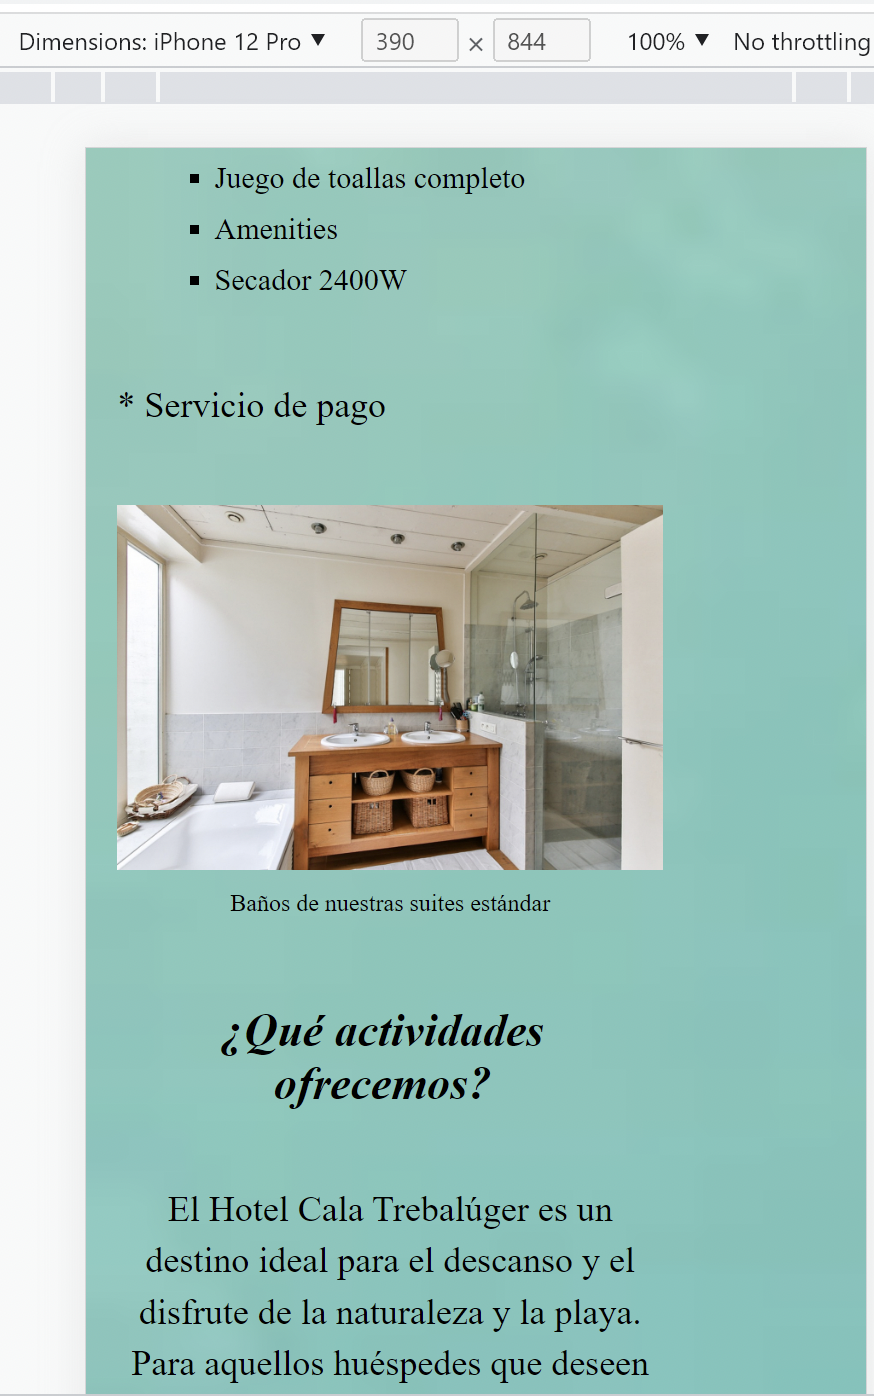 Dimensions: iPhone 12 Pro ▼ 390 × 844 100% ▼ No throttling
▪ Juego de toallas completo
▪ Amenities
▪ Secador 2400W
* Servicio de pago
Baños de nuestras suites estándar
¿Qué actividades
ofrecemos?
El Hotel Cala Trebalúger es un
destino ideal para el descanso y el
disfrute de la naturaleza y la playa.
Para aquellos huéspedes que deseen